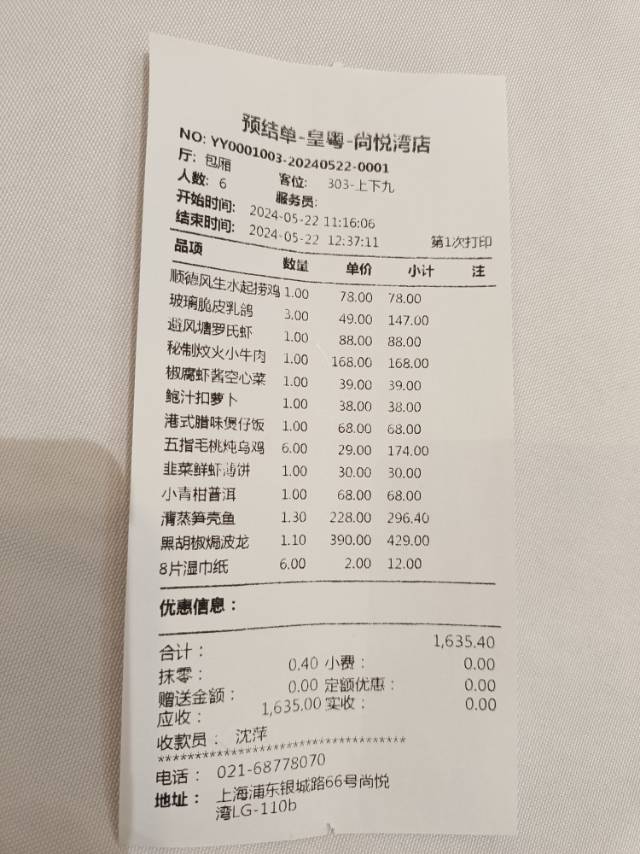 预结单-皇粤-尚悦湾店
NO: YY0001003-20240522-0001
厅: 包厢 客位: 303-上下九
人数: 6 服务员:
开始时间: 2024-05-22 11:16:06
结束时间: 2024-05-22 12:37:11 第1次打印
品项 数量 单价 小计 注
顺德风生水起捞鸡 1.00 78.00 78.00
玻璃脆皮乳鸽 3.00 49.00 147.00
避风塘罗氏虾 1.00 88.00 88.00
秘制炆火小牛肉 1.00 168.00 168.00
椒腐虾酱空心菜 1.00 39.00 39.00
鲍汁扣萝卜 1.00 38.00 38.00
港式腊味煲仔饭 1.00 68.00 68.00
五指毛桃炖乌鸡 6.00 29.00 174.00
韭菜鲜虾薄饼 1.00 30.00 30.00
小青柑普洱 1.00 68.00 68.00
清蒸笋壳鱼 1.30 228.00 296.40
黑胡椒焗波龙 1.10 390.00 429.00
8片湿巾纸 6.00 2.00 12.00
优惠信息：
合计： 1,635.40
抹零： 0.40 小费： 0.00
赠送金额： 0.00 定额优惠： 0.00
应收： 1,635.00 实收： 0.00
收款员： 沈萍
***********************************
电话： 021-68778070
地址： 上海浦东银城路66号尚悦
湾LG-110b